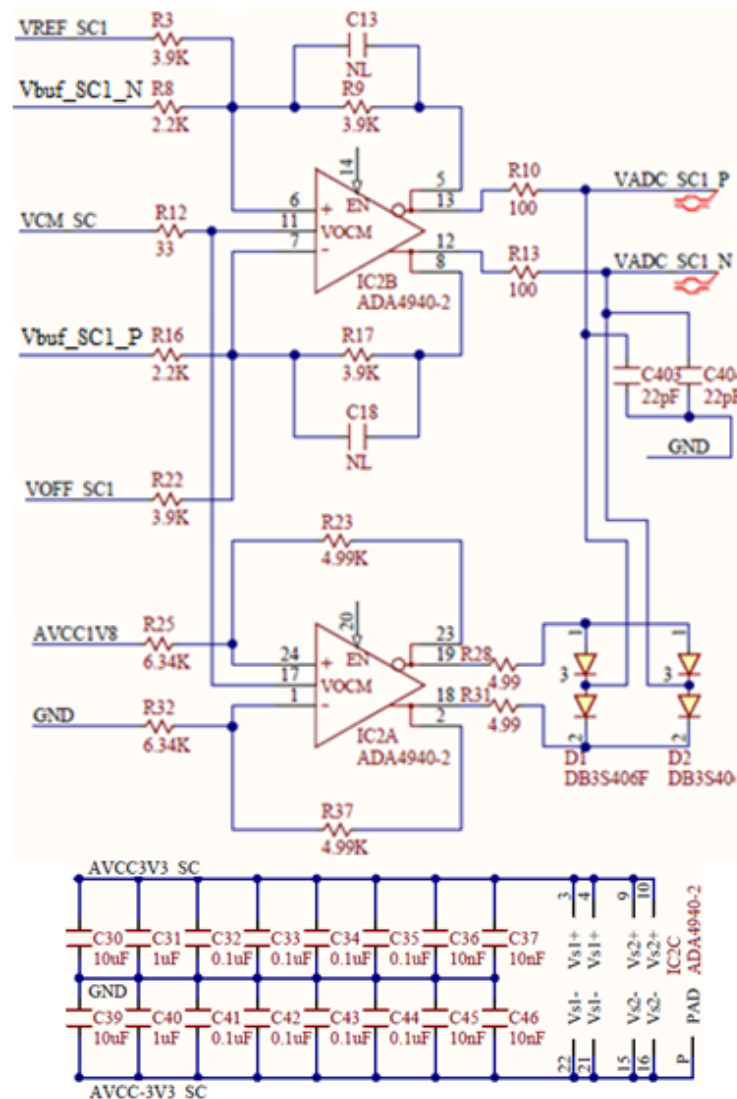 VREF_SC1
R3
3.9K
C13
NL
Vbuf_SC1_N
R8
2.2K
R9
3.9K
14
EN
5
13
R10
100
VADC_SC1_P
VCM_SC
R12
33
6
11
7
+
VOCM
-
12
8
R13
100
VADC_SC1_N
IC2B
ADA4940-2
Vbuf_SC1_P
R16
2.2K
R17
3.9K
C403
22pF
22pF
C18
NL
GND
VOFF_SC1
R22
3.9K
R23
4.99K
AVCC1V8
R25
6.34K
20
EN
23
19
R28
4.99
24
17
1
+
VOCM
-
18
2
R31
4.99
1
3
2
1
3
2
GND
R32
6.34K
IC2A
ADA4940-2
D1
DB3S406F
D2
R37
4.99K
AVCC3V3_SC
C30
10uF
C31
1uF
C32
0.1uF
C33
0.1uF
C34
0.1uF
C35
0.1uF
C36
10nF
C37
10nF
GND
C39
10uF
C40
1uF
C41
0.1uF
C42
0.1uF
C43
0.1uF
C44
0.1uF
C45
10nF
C46
10nF
AVCC-3V3_SC
3
4
9
10
Vs1+
Vs1+
Vs2+
Vs2+
IC2C
ADA4940-2
Vs1-
Vs1-
Vs2-
Vs2-
PAD
22
21
15
16
P